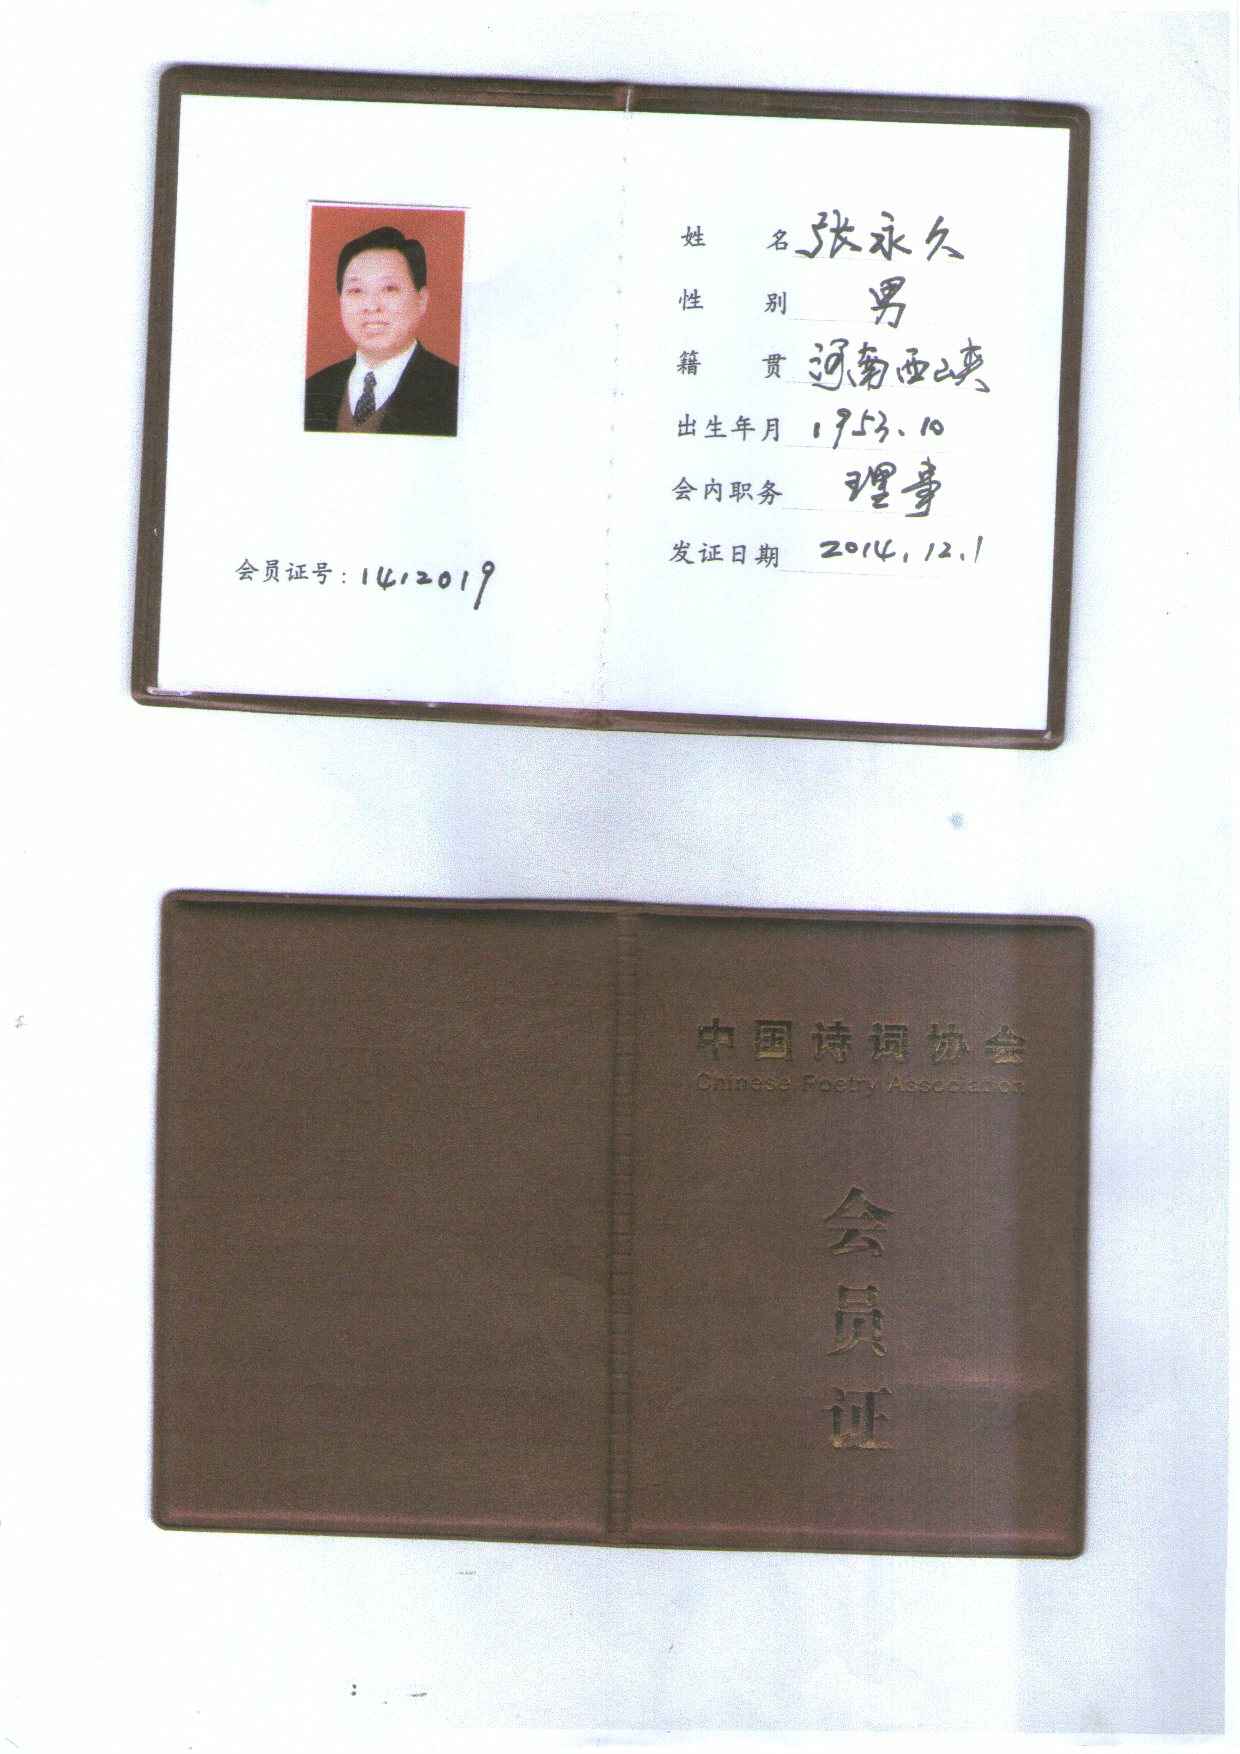 姓名 张永久
性别 男
籍贯 河南西峡
出生年月 1953.10
会内职务 理事
发证日期 2014.12.1
会员证号：1412019
中国诗词协会
Chinese Poetry Association
会
员
证